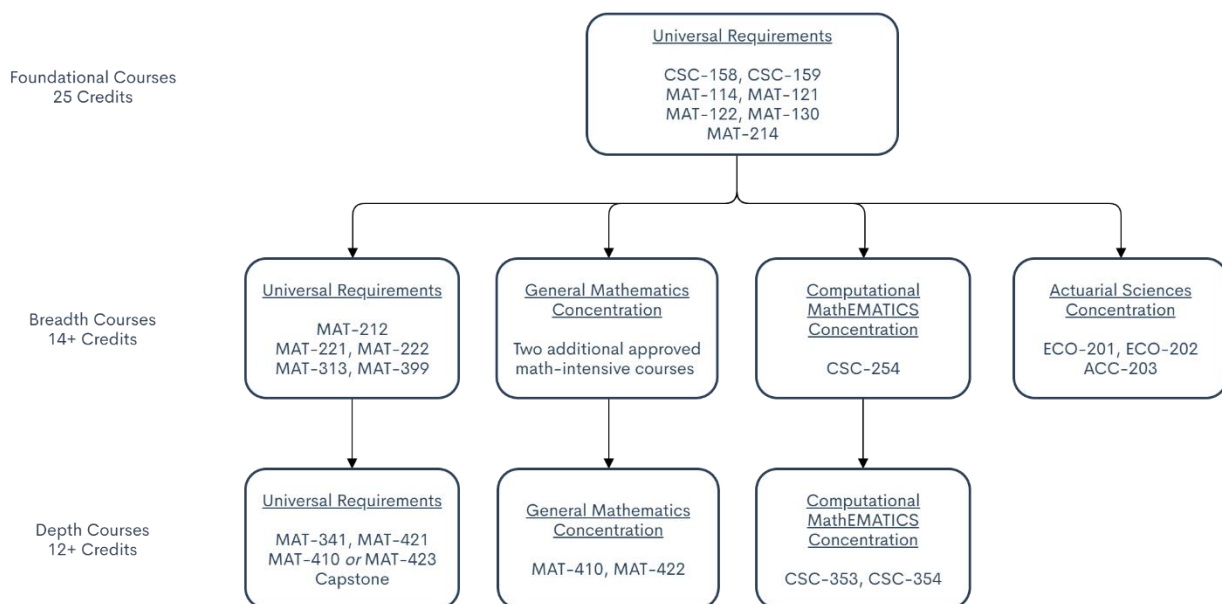 Foundational Courses
25 Credits
Universal Requirements
CSC-158, CSC-159
MAT-114, MAT-121
MAT-122, MAT-130
MAT-214
Breadth Courses
14+ Credits
Universal Requirements
MAT-212
MAT-221, MAT-222
MAT-313, MAT-399
General Mathematics
Concentration
Two additional approved
math-intensive courses
Computational
MathEMATICS
Concentration
CSC-254
Actuarial Sciences
Concentration
ECO-201, ECO-202
ACC-203
Depth Courses
12+ Credits
Universal Requirements
MAT-341, MAT-421
MAT-410 or MAT-423
Capstone
General Mathematics
Concentration
MAT-410, MAT-422
Computational
MathEMATICS
Concentration
CSC-353, CSC-354